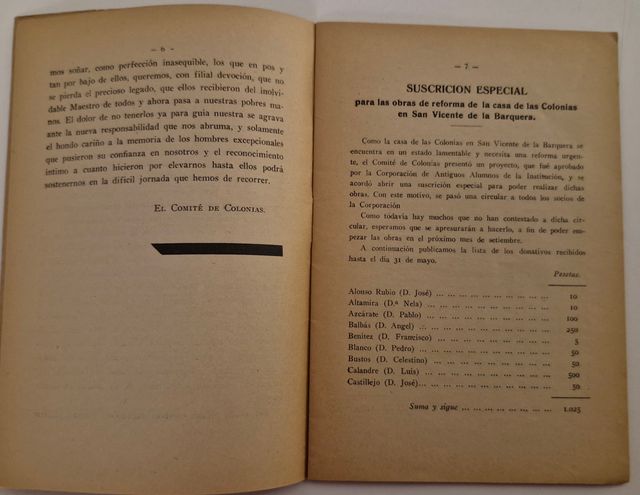 — 6 —
mos soñar, como perfección inasequible, los que en pos y
tan por bajo de ellos, queremos, con filial devoción, que no
se pierda el precioso legado, que ellos recibieron del inolvi-
dable Maestro de todos y ahora pasa a nuestras pobres ma-
nos. El dolor de no tenerlos ya para guia nuestra se agrava
ante la nueva responsabilidad que nos abruma, y solamente
el hondo cariño a la memoria de los hombres excepcionales
que pusieron su confianza en nosotros y el reconocimiento
íntimo a cuanto hicieron por elevarnos hasta ellos podrá
sostenernos en la difícil jornada que hemos de recorrer.
EL COMITÉ DE COLONIAS.
— 7 —
SUSCRICION ESPECIAL
para las obras de reforma de la casa de las Colonias
en San Vicente de la Barquera.
Como la casa de las Colonias en San Vicente de la Barquera se
encuentra en un estado lamentable y necesita una reforma urgen-
te, el Comité de Colonias presentó un proyecto, que fué aprobado
por la Corporación de Antiguos Alumnos de la Institución, y se
acordó abrir una suscrición especial para poder realizar dichas
obras. Con este motivo, se pasó una circular a todos los socios de
la Corporación
Como todavía hay muchos que no han contestado a dicha cir-
cular, esperamos que se apresurarán a hacerlo, a fin de poder em-
pezar las obras en el próximo mes de setiembre.
A continuación publicamos la lista de los donativos recibidos
hasta el día 31 de mayo.
Pesetas.
Alonso Rubio (D. José) ... ... ... ... ... ... ... ... 10
Altamira (D.ª Nela) ... ... ... ... ... ... ... ... ... 10
Azcárate (D. Pablo) ... ... ... ... ... ... ... ... ... 100
Balbás (D. Angel) ... ... ... ... ... ... ... ... ... 250
Benítez (D. Francisco) ... ... ... ... ... ... ... ... 5
Blanco (D. Pedro) ... ... ... ... ... ... ... ... ... 50
Bustos (D. Celestino) ... ... ... ... ... ... ... ... 50
Calandre (D. Luis) ... ... ... ... ... ... ... ... ... 500
Castillejo (D. José)... ... ... ... ... ... ... ... ... 50
Suma y sigue ... ... ... ... ... ... 1.025